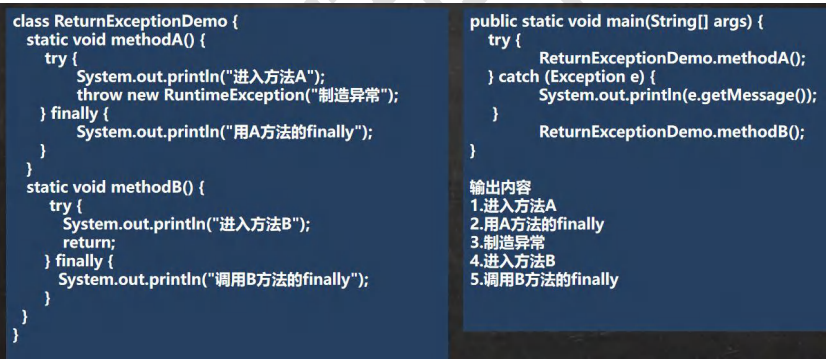 class ReturnExceptionDemo {
static void methodA() {
try {
System.out.println("进入方法A");
throw new RuntimeException("制造异常");
} finally {
System.out.println("用A方法的finally");
}
}
static void methodB() {
try {
System.out.println("进入方法B");
return;
} finally {
System.out.println("调用B方法的finally");
}
}
}
public static void main(String[] args) {
try {
ReturnExceptionDemo.methodA();
} catch (Exception e) {
System.out.println(e.getMessage());
}
ReturnExceptionDemo.methodB();
}
输出内容
1.进入方法A
2.用A方法的finally
3.制造异常
4.进入方法B
5.调用B方法的finally